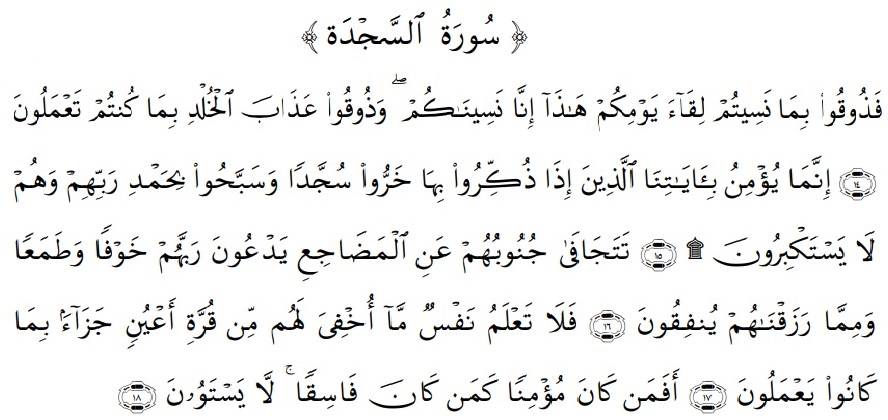 ﴿ سُورَةُ ٱلسَّجۡدَة ﴾
فَذُوقُواْ بِمَا نَسِيتُمۡ لِقَآءَ يَوۡمِكُمۡ هَٰذَآ إِنَّا نَسِينَٰكُمۡۖ وَذُوقُواْ عَذَابَ ٱلۡخُلۡدِ بِمَا كُنتُمۡ تَعۡمَلُونَ
١٤ إِنَّمَا يُؤۡمِنُ بِـَٔايَٰتِنَا ٱلَّذِينَ إِذَا ذُكِّرُواْ بِهَا خَرُّواْ سُجَّدٗا وَسَبَّحُواْ بِحَمۡدِ رَبِّهِمۡ وَهُمۡ
لَا يَسۡتَكۡبِرُونَ ۩ ١٥ تَتَجَافَىٰ جُنُوبُهُمۡ عَنِ ٱلۡمَضَاجِعِ يَدۡعُونَ رَبَّهُمۡ خَوۡفٗا وَطَمَعٗا
وَمِمَّا رَزَقۡنَٰهُمۡ يُنفِقُونَ ١٦ فَلَا تَعۡلَمُ نَفۡسٞ مَّآ أُخۡفِيَ لَهُم مِّن قُرَّةِ أَعۡيُنٖ جَزَآءَۢ بِمَا
كَانُواْ يَعۡمَلُونَ ١٧ أَفَمَن كَانَ مُؤۡمِنٗا كَمَن كَانَ فَاسِقٗاۚ لَّا يَسۡتَوُۥنَ ١٨